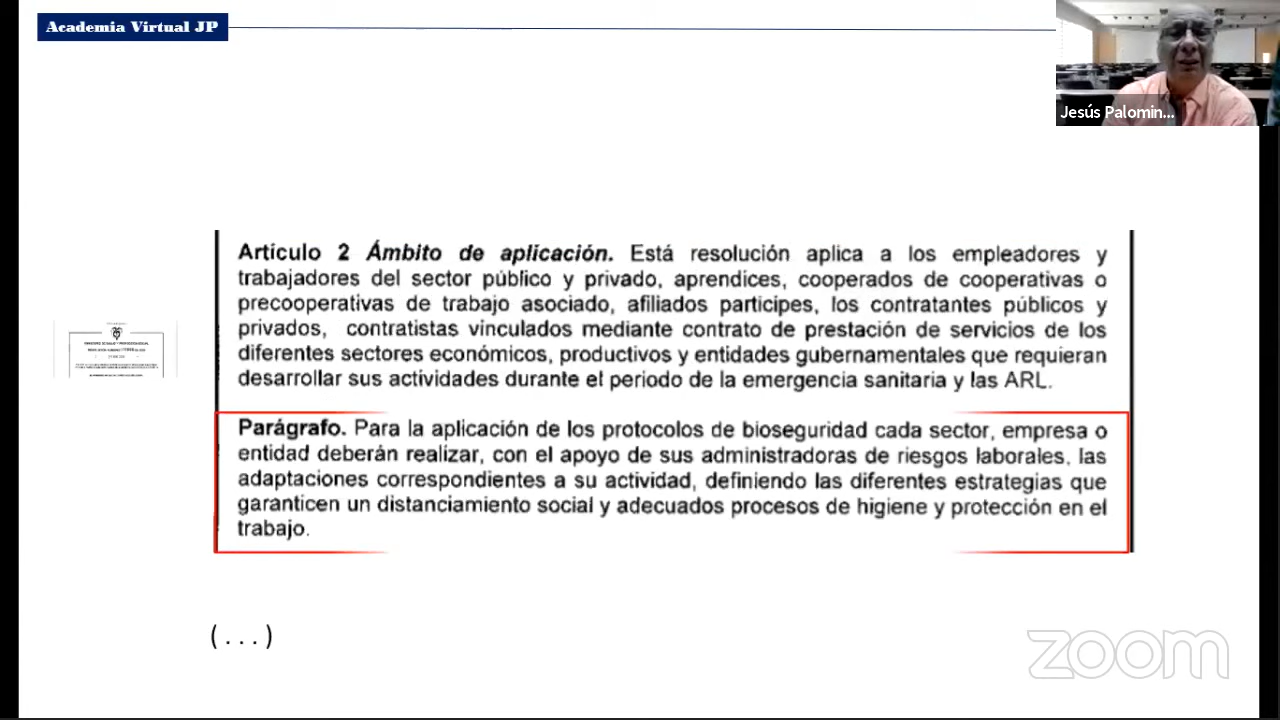 Academia Virtual JP
Jesús Palomin...
Artículo 2 Ámbito de aplicación. Está resolución aplica a los empleadores y
trabajadores del sector público y privado, aprendices, cooperados de cooperativas o
precooperativas de trabajo asociado, afiliados participes, los contratantes públicos y
privados, contratistas vinculados mediante contrato de prestación de servicios de los
diferentes sectores económicos, productivos y entidades gubernamentales que requieran
desarrollar sus actividades durante el periodo de la emergencia sanitaria y las ARL.
Parágrafo. Para la aplicación de los protocolos de bioseguridad cada sector, empresa o
entidad deberán realizar, con el apoyo de sus administradoras de riesgos laborales, las
adaptaciones correspondientes a su actividad, definiendo las diferentes estrategias que
garanticen un distanciamiento social y adecuados procesos de higiene y protección en el
trabajo.
(...)
zoom